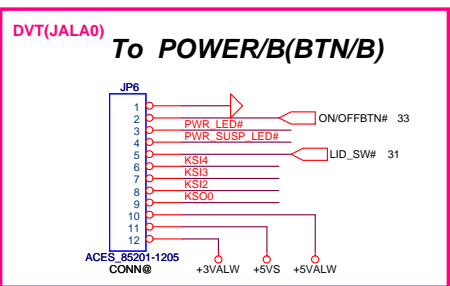 DVT(JALA0)
To POWER/B(BTN/B)
JP6
1
2 ON/OFFBTN# 33
3 PWR_LED#
4 PWR_SUSP_LED#
5 LID_SW# 31
6 KSI4
7 KSI3
8 KSI2
9 KSO0
10
11
12
ACES_85201-1205
CONN@
+3VALW +5VS +5VALW